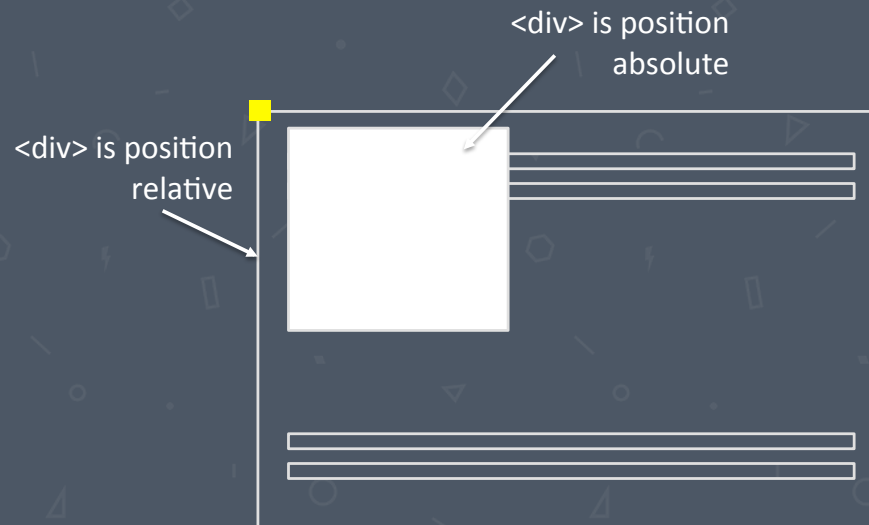 <div> is position
absolute
<div> is position
relative